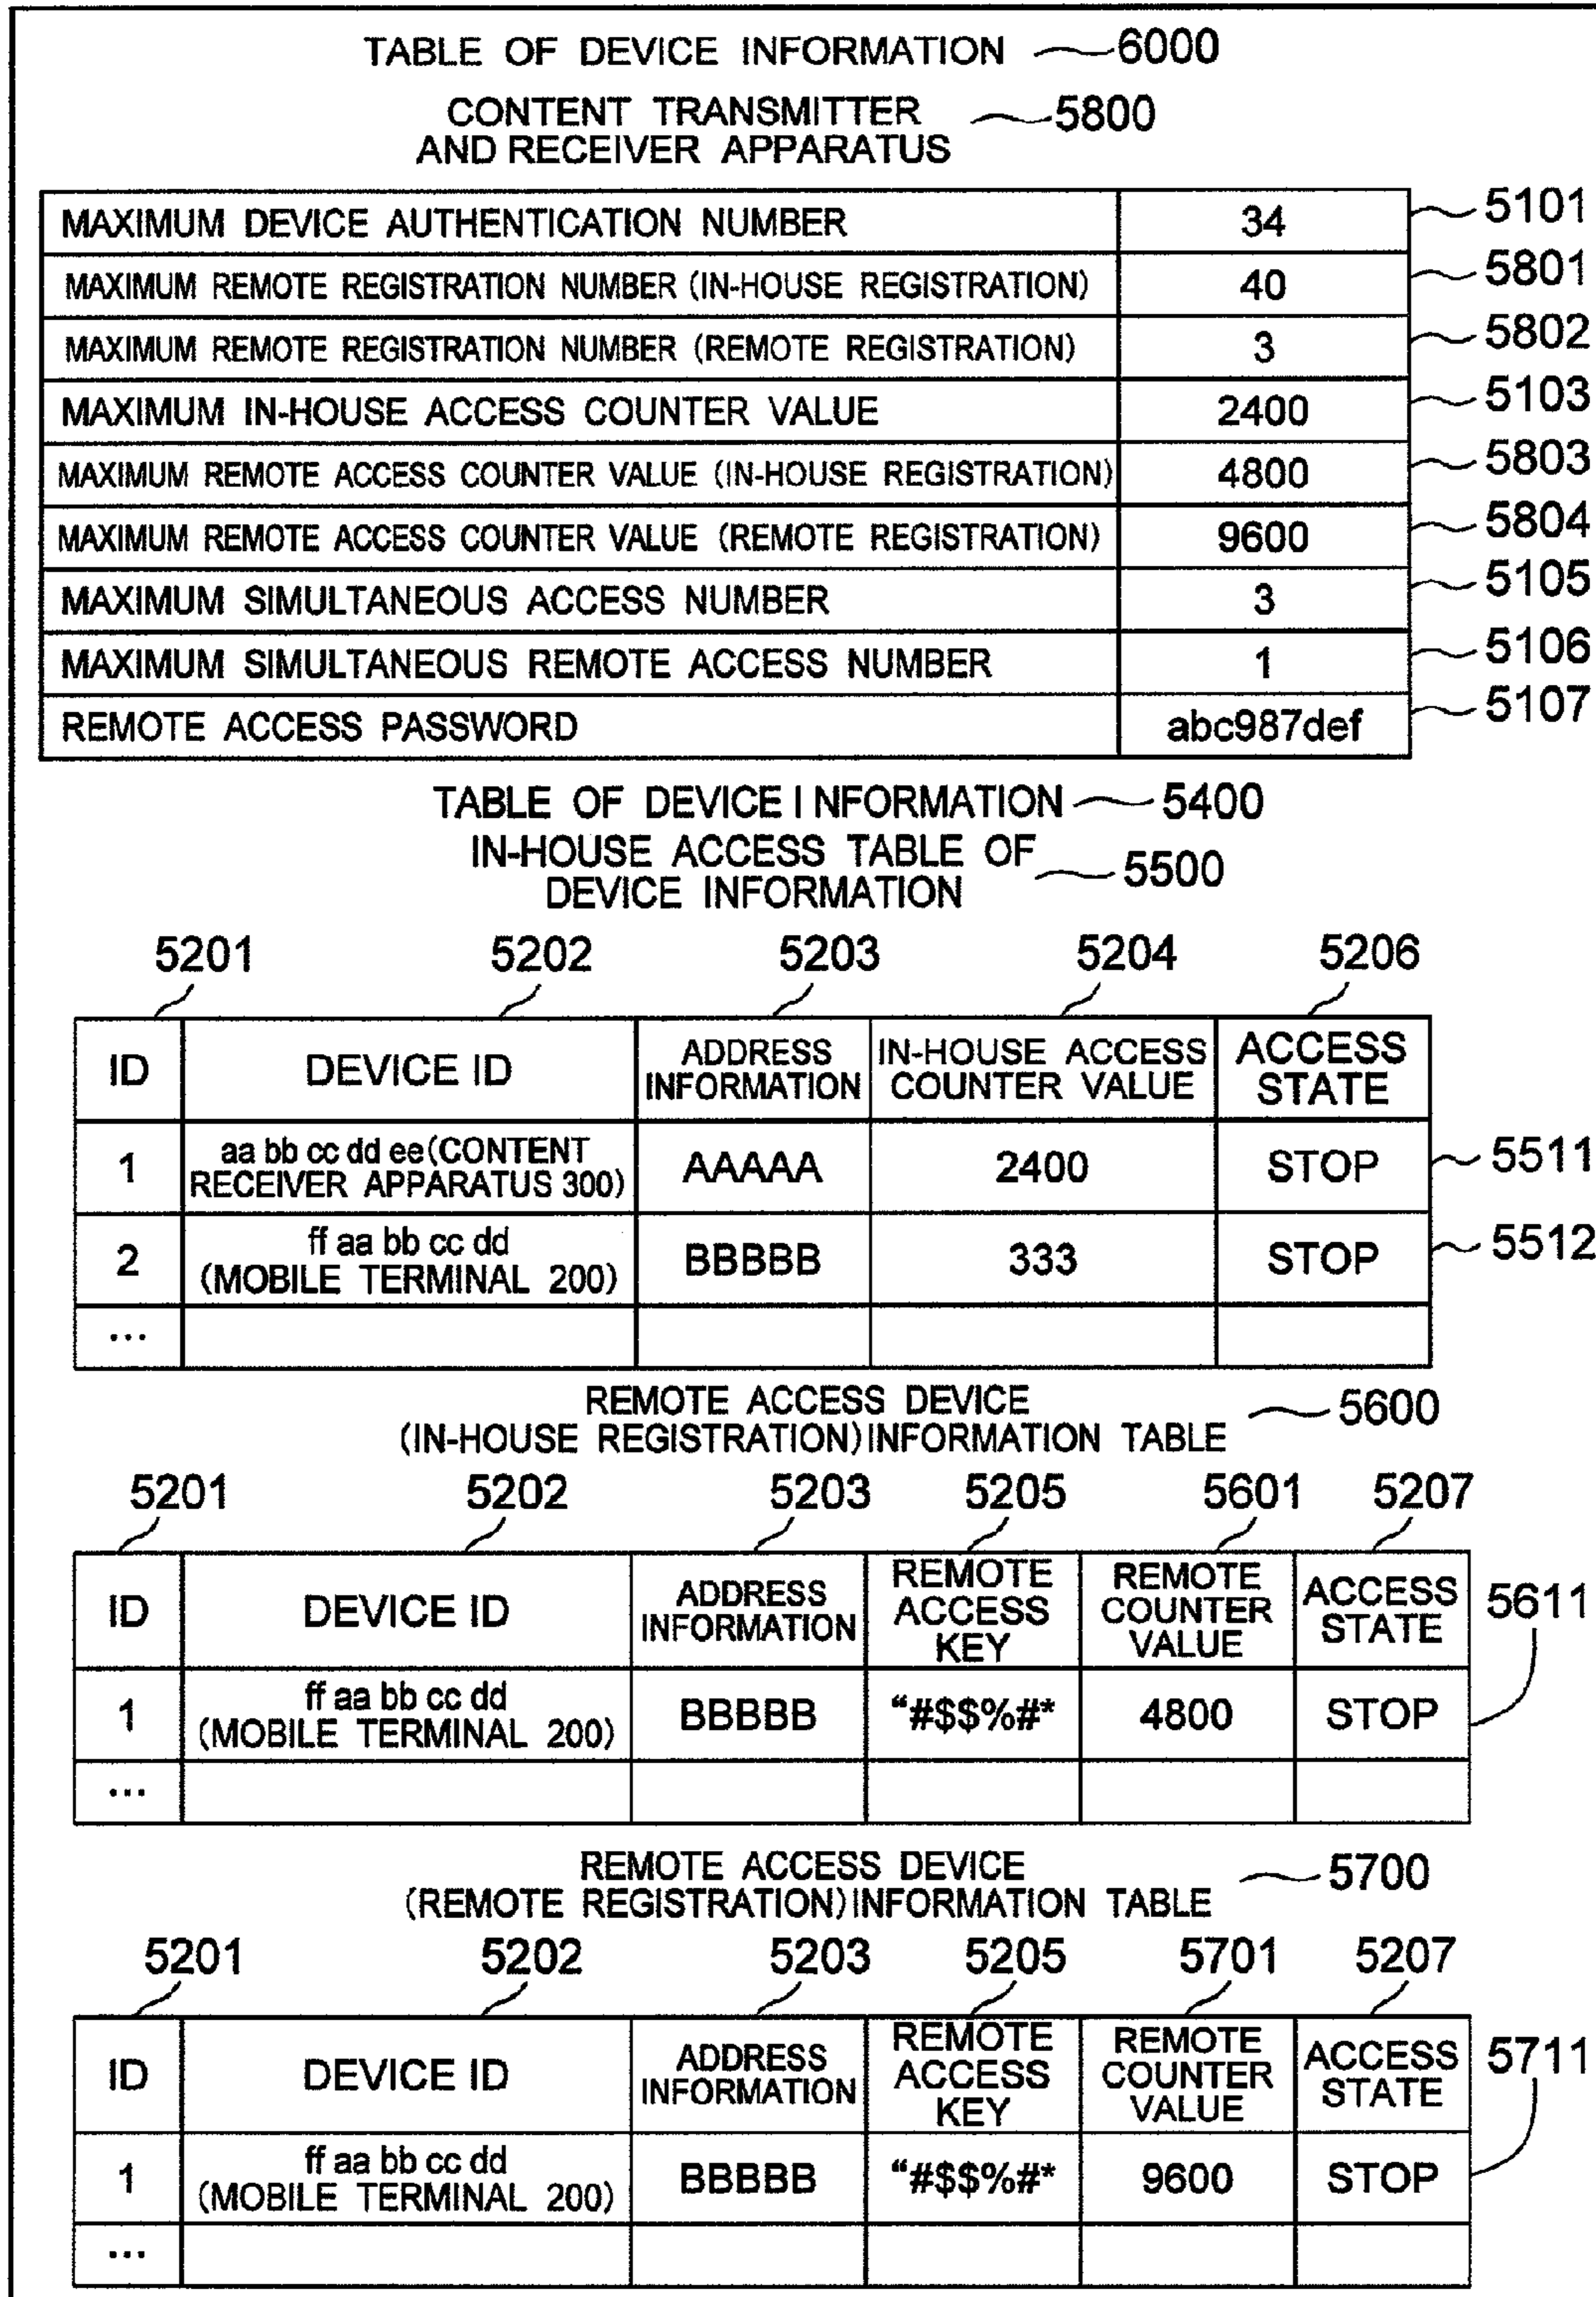 TABLE OF DEVICE INFORMATION 6000
CONTENT TRANSMITTER
AND RECEIVER APPARATUS 5800
MAXIMUM DEVICE AUTHENTICATION NUMBER 34 5101
MAXIMUM REMOTE REGISTRATION NUMBER (IN-HOUSE REGISTRATION) 40 5801
MAXIMUM REMOTE REGISTRATION NUMBER (REMOTE REGISTRATION) 3 5802
MAXIMUM IN-HOUSE ACCESS COUNTER VALUE 2400 5103
MAXIMUM REMOTE ACCESS COUNTER VALUE (IN-HOUSE REGISTRATION) 4800 5803
MAXIMUM REMOTE ACCESS COUNTER VALUE (REMOTE REGISTRATION) 9600 5804
MAXIMUM SIMULTANEOUS ACCESS NUMBER 3 5105
MAXIMUM SIMULTANEOUS REMOTE ACCESS NUMBER 1 5106
REMOTE ACCESS PASSWORD abc987def 5107
TABLE OF DEVICE I NFORMATION 5400
IN-HOUSE ACCESS TABLE OF
DEVICE INFORMATION 5500
5201 5202 5203 5204 5206
ID DEVICE ID ADDRESS INFORMATION IN-HOUSE ACCESS COUNTER VALUE ACCESS STATE
1 aa bb cc dd ee(CONTENT RECEIVER APPARATUS 300) AAAAA 2400 STOP 5511
2 ff aa bb cc dd (MOBILE TERMINAL 200) BBBBB 333 STOP 5512
...
REMOTE ACCESS DEVICE
(IN-HOUSE REGISTRATION)INFORMATION TABLE 5600
5201 5202 5203 5205 5601 5207
ID DEVICE ID ADDRESS INFORMATION REMOTE ACCESS KEY REMOTE COUNTER VALUE ACCESS STATE 5611
1 ff aa bb cc dd (MOBILE TERMINAL 200) BBBBB “#$$%#* 4800 STOP
...
REMOTE ACCESS DEVICE
(REMOTE REGISTRATION)INFORMATION TABLE 5700
5201 5202 5203 5205 5701 5207
ID DEVICE ID ADDRESS INFORMATION REMOTE ACCESS KEY REMOTE COUNTER VALUE ACCESS STATE 5711
1 ff aa bb cc dd (MOBILE TERMINAL 200) BBBBB “#$$%#* 9600 STOP
...